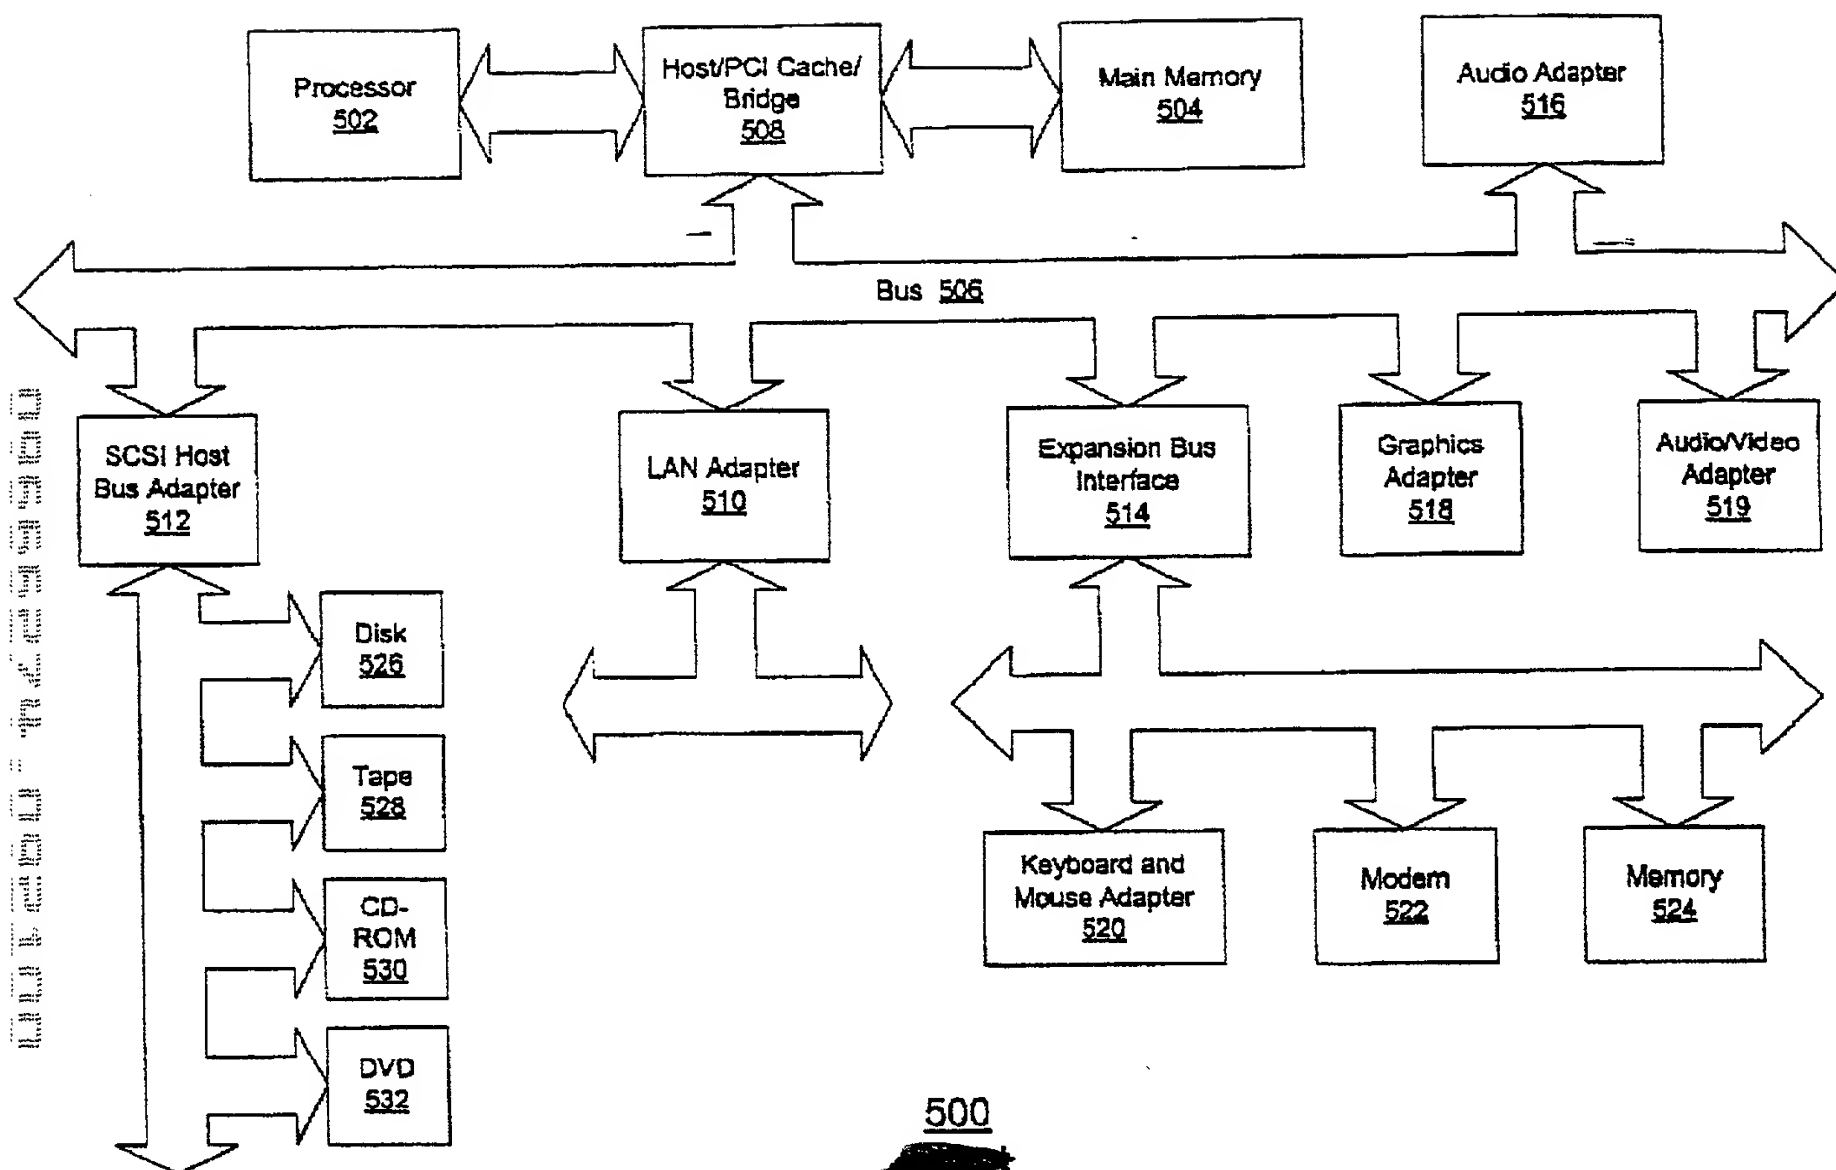 Processor
502
Host/PCI Cache/
Bridge
508
Main Memory
504
Audio Adapter
516
Bus 506
SCSI Host
Bus Adapter
512
LAN Adapter
510
Expansion Bus
Interface
514
Graphics
Adapter
518
Audio/Video
Adapter
519
Disk
526
Tape
528
CD-
ROM
530
DVD
532
Keyboard and
Mouse Adapter
520
Modem
522
Memory
524
500